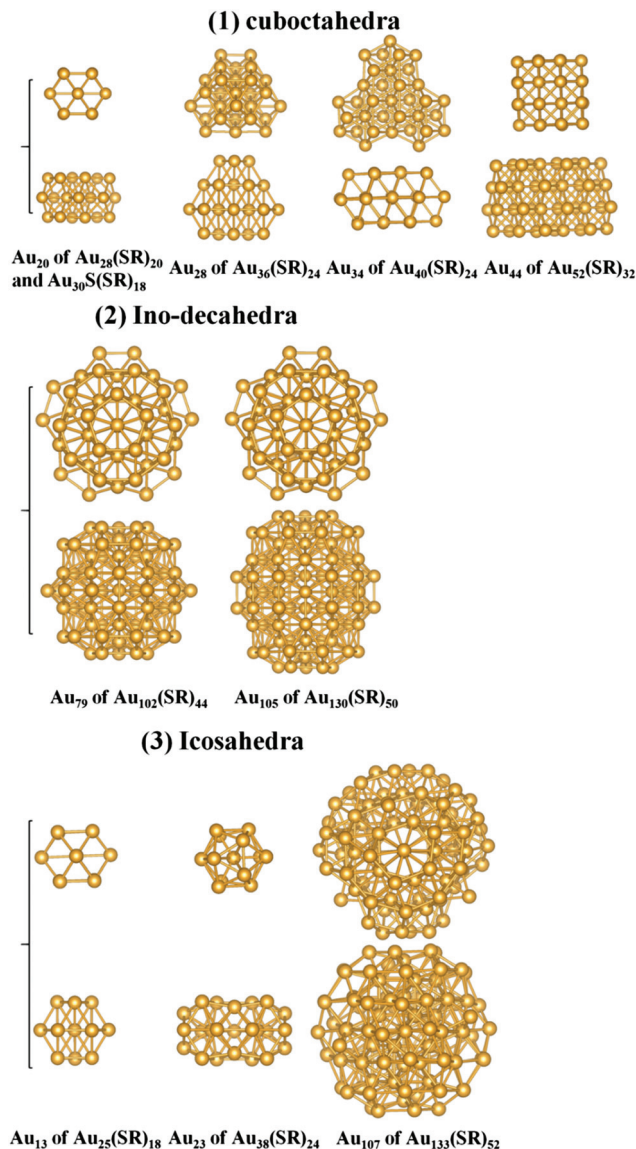 (1) cuboctahedra
Au₂₀ of Au₂₈(SR)₂₀
and Au₃₀S(SR)₁₈
Au₂₈ of Au₃₆(SR)₂₄
Au₃₄ of Au₄₀(SR)₂₄
Au₄₄ of Au₅₂(SR)₃₂
(2) Ino-decahedra
Au₇₉ of Au₁₀₂(SR)₄₄
Au₁₀₅ of Au₁₃₀(SR)₅₀
(3) Icosahedra
Au₁₃ of Au₂₅(SR)₁₈
Au₂₃ of Au₃₈(SR)₂₄
Au₁₀₇ of Au₁₃₃(SR)₅₂